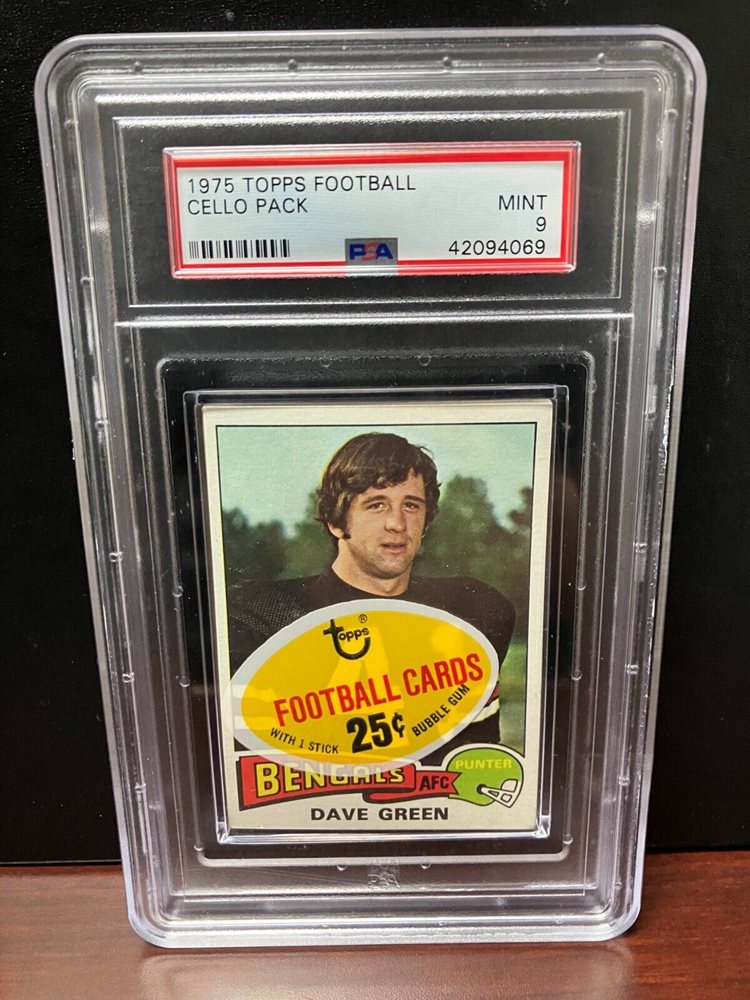 1975 TOPPS FOOTBALL
CELLO PACK
MINT
9
PSA
42094069
topps®
FOOTBALL CARDS
WITH 1 STICK 25¢ BUBBLE GUM
BENGALS
AFC
PUNTER
DAVE GREEN
PSA